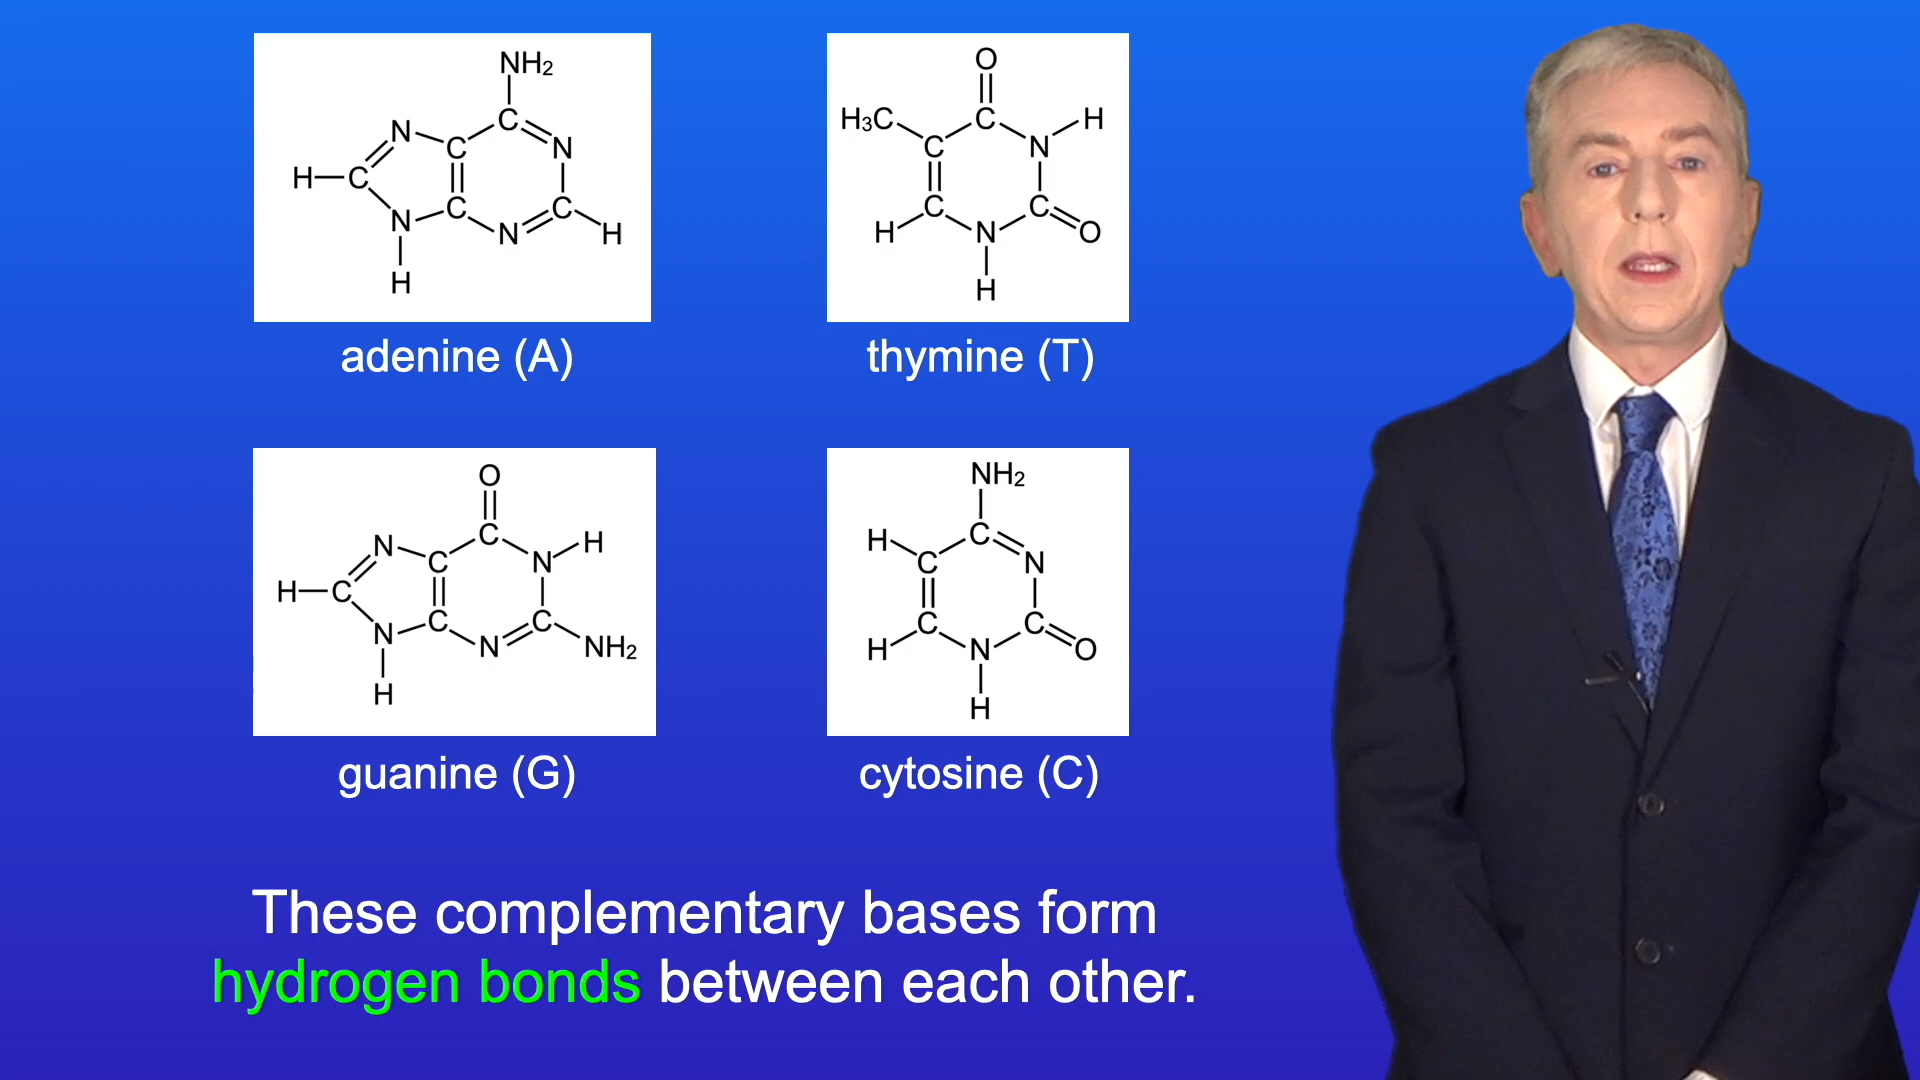 NH₂
N
C
C
N
H
C
N
C
N
C
H
H
adenine (A)
O
H₃C
C
N
H
C
C
H
N
C
O
H
thymine (T)
O
N
C
C
N
H
H
C
N
C
N
C
NH₂
H
guanine (G)
NH₂
H
C
C
N
H
C
N
C
O
H
cytosine (C)
These complementary bases form
hydrogen bonds between each other.